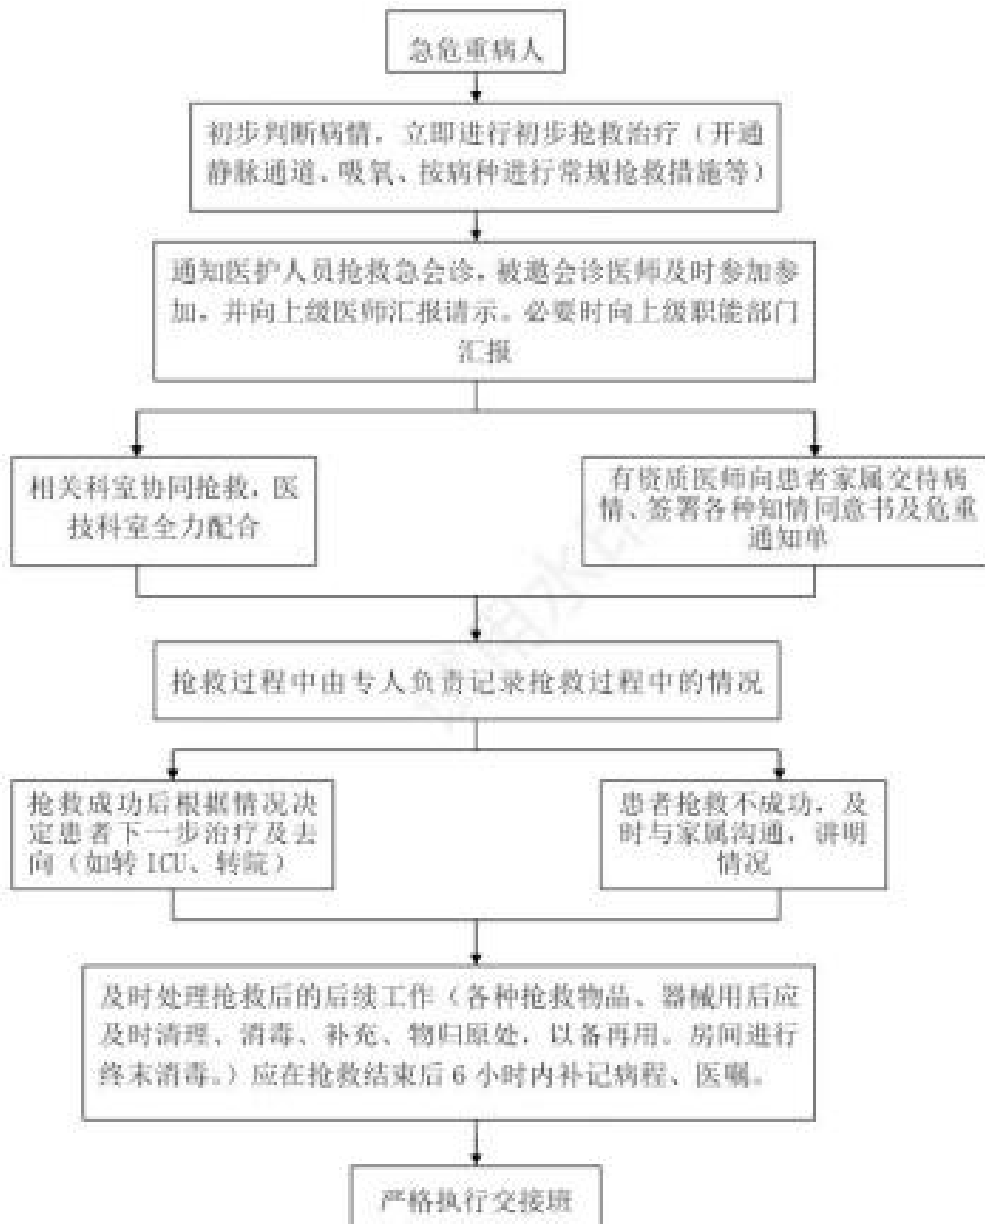 急危重病人
初步判断病情，立即进行初步抢救治疗（开通
静脉通道、吸氧、按病种进行常规抢救措施等）
通知医护人员抢救急会诊，被邀会诊医师及时参加参
加，并向上级医师汇报请示。必要时向上级职能部门
汇报
相关科室协同抢救，医
技科室全力配合
有资质医师向患者家属交待病
情、签署各种知情同意书及危重
通知单
抢救过程中由专人负责记录抢救过程中的情况
抢救成功后根据情况决
定患者下一步治疗及去
向（如转 ICU、转院）
患者抢救不成功，及
时与家属沟通，讲明
情况
及时处理抢救后的后续工作（各种抢救物品、器械用后应
及时清理、消毒、补充、物归原处，以备再用。房间进行
终末消毒。）应在抢救结束后 6 小时内补记病程、医嘱。
严格执行交接班